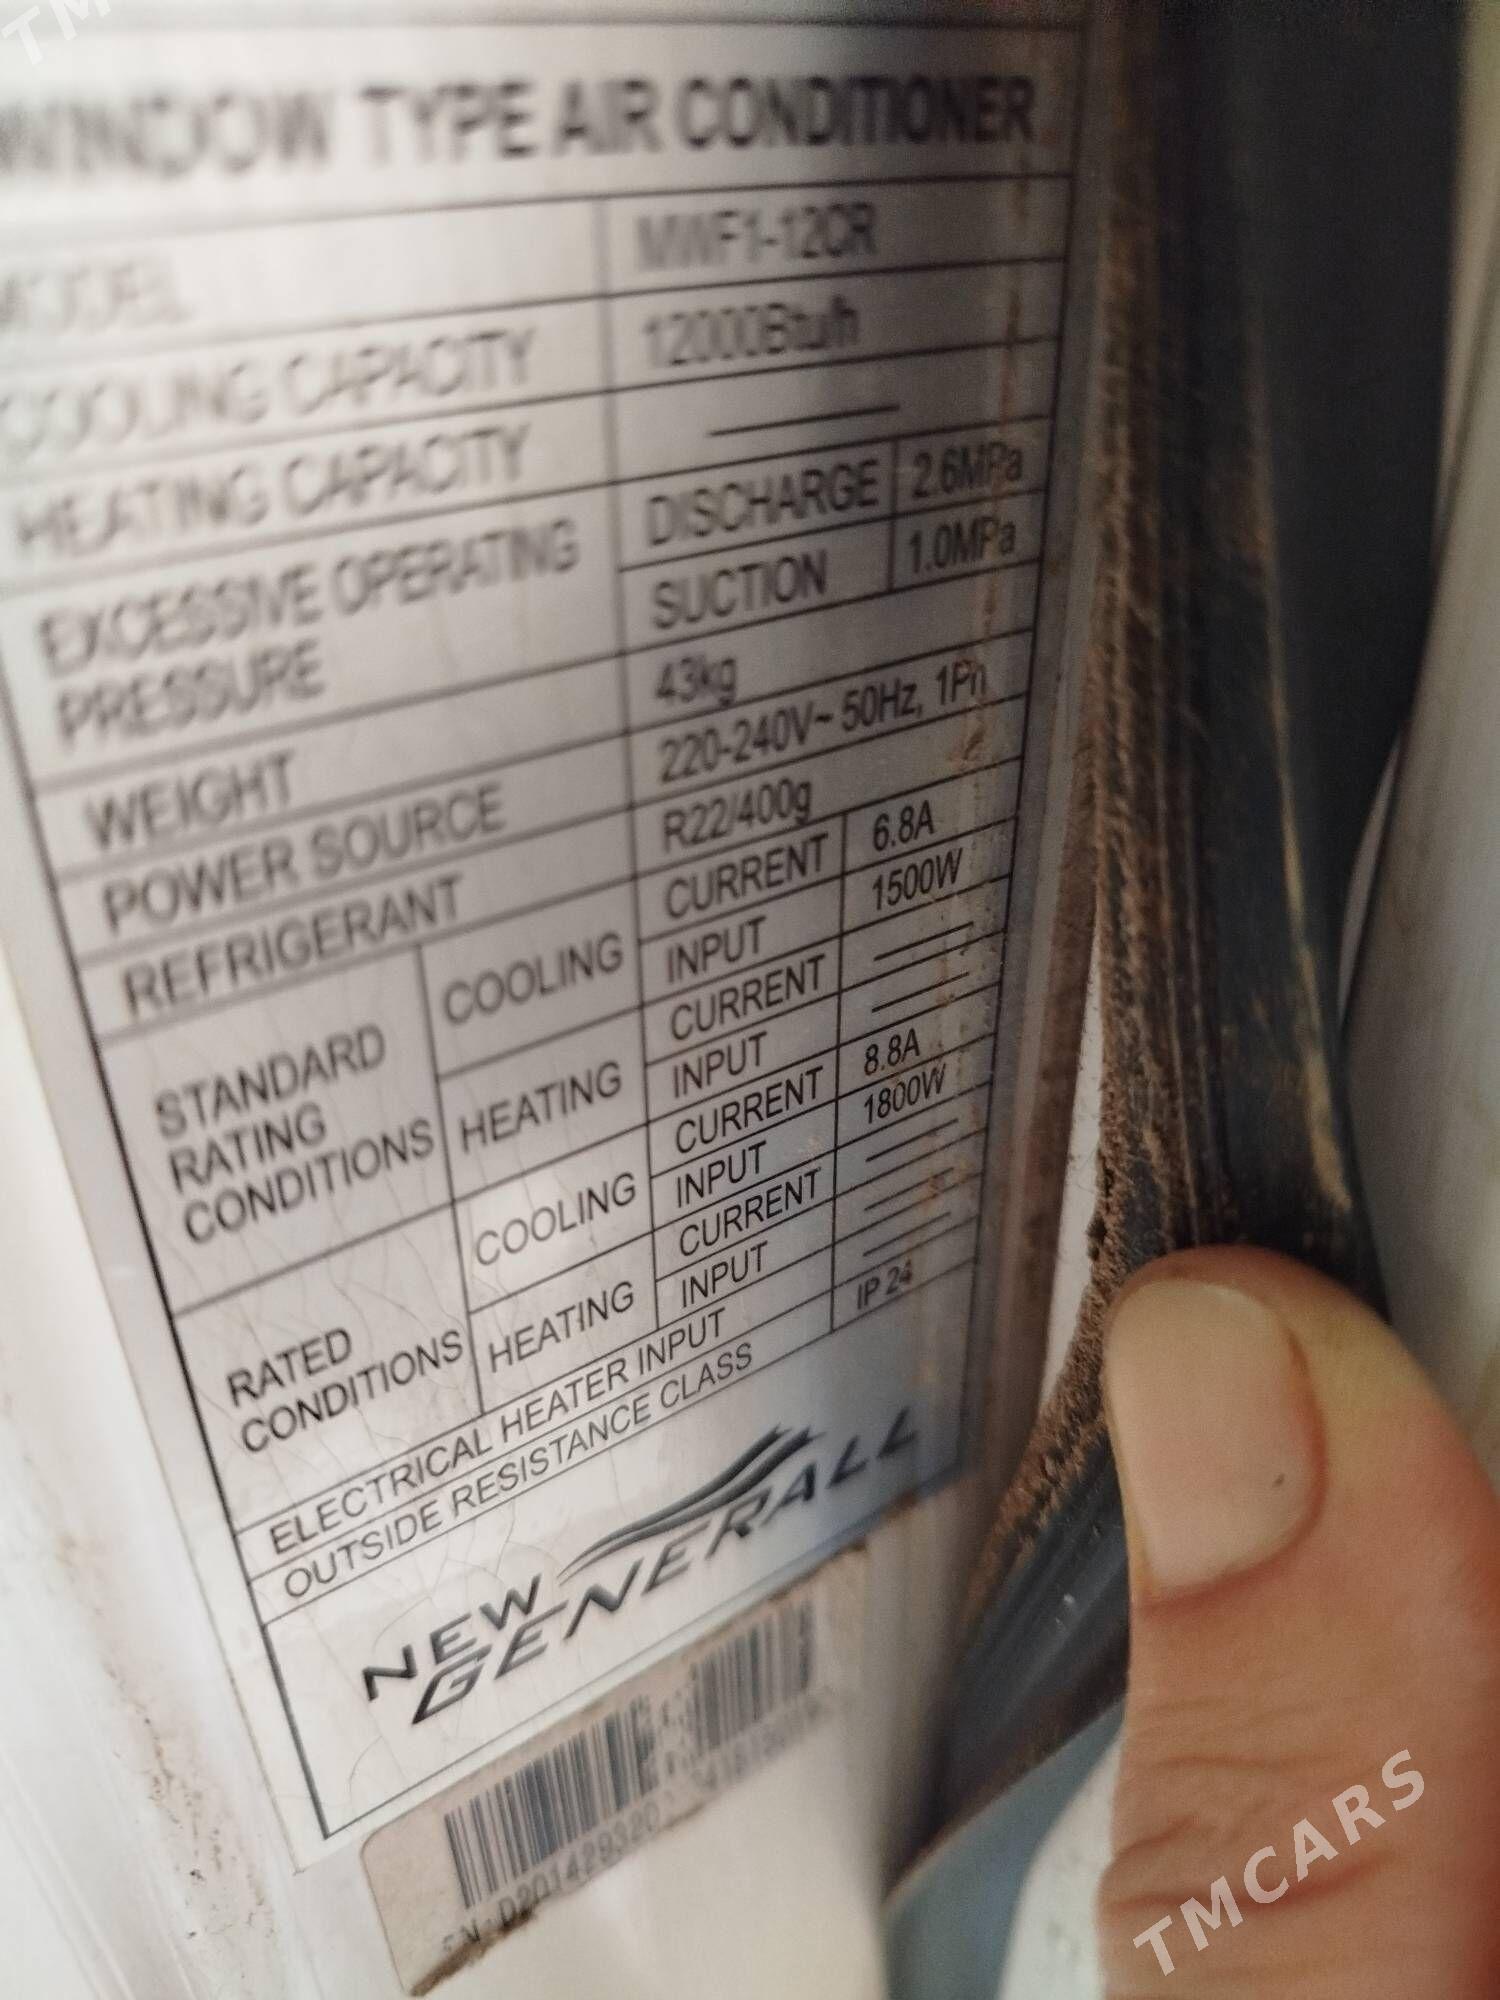 WINDOW TYPE AIR CONDITIONER
MODEL MWF1-12CR
COOLING CAPACITY 12000Btu/h
HEATING CAPACITY ———
EXCESSIVE OPERATING PRESSURE DISCHARGE 2.6MPa
SUCTION 1.0MPa
WEIGHT 43kg
POWER SOURCE 220-240V~ 50Hz, 1Ph
REFRIGERANT R22/400g
STANDARD RATING CONDITIONS COOLING CURRENT 6.8A
INPUT 1500W
HEATING CURRENT ———
INPUT ———
RATED CONDITIONS COOLING CURRENT 8.8A
INPUT 1800W
HEATING CURRENT ———
INPUT ———
ELECTRICAL HEATER INPUT ———
OUTSIDE RESISTANCE CLASS IP 24
NEW
GENERALL
TMCARS